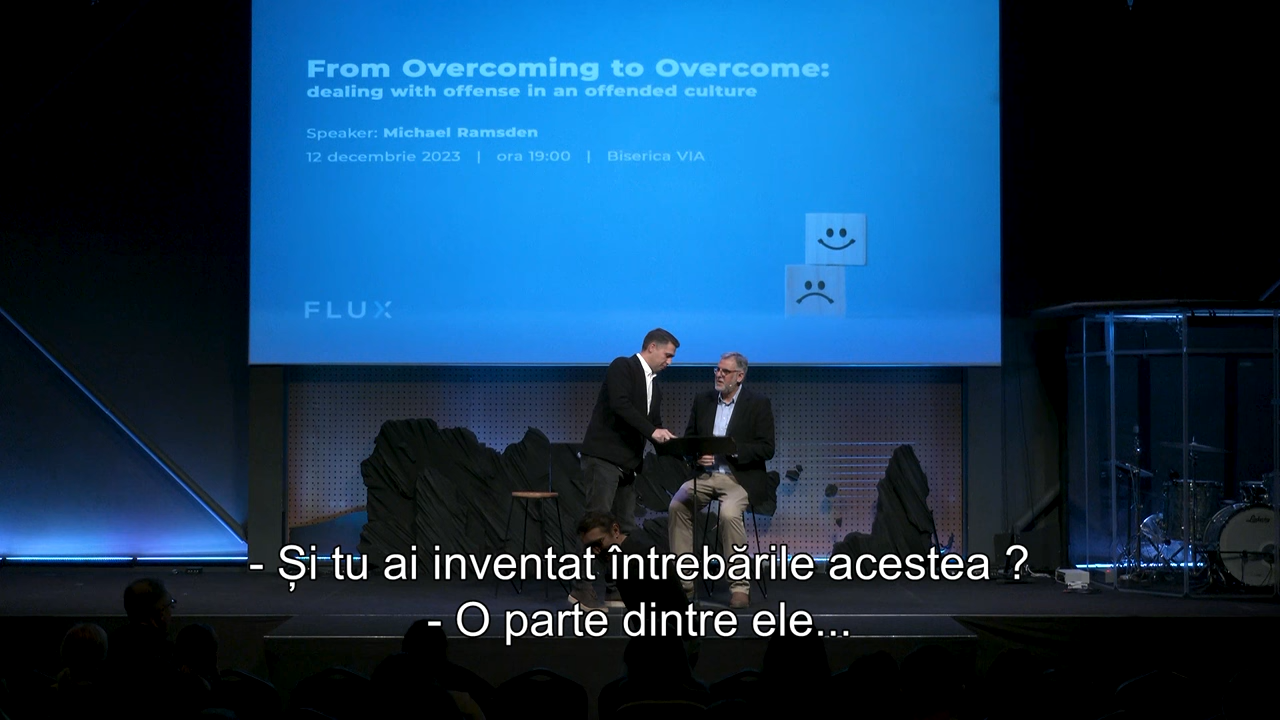 From Overcoming to Overcome:
dealing with offense in an offended culture
Speaker: Michael Ramsden
12 decembrie 2023 | ora 19:00 | Biserica VIA
FLUX
- Și tu ai inventat întrebările acestea ?
- O parte dintre ele...